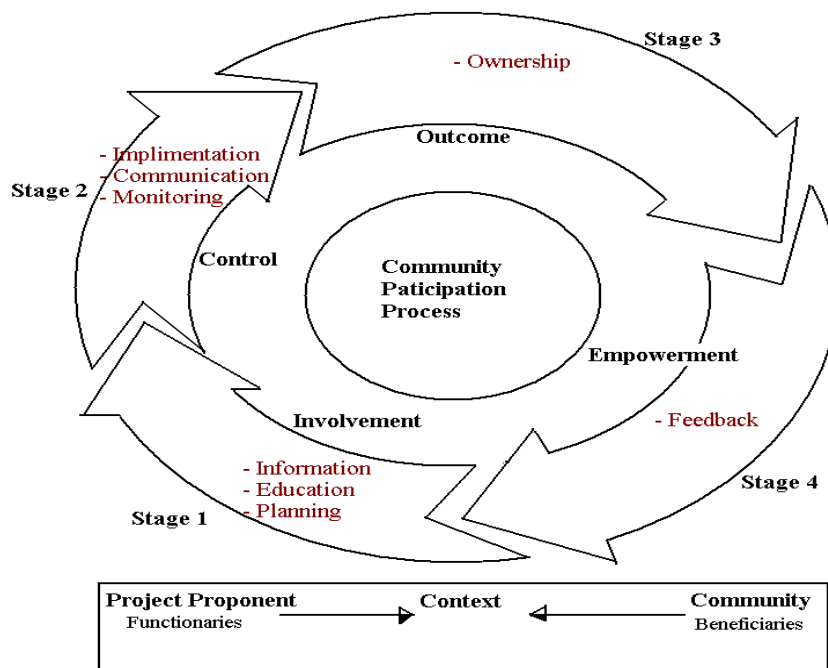 Stage 3
- Ownership
Outcome
Stage 2
- Implimentation
- Communication
- Monitoring
Control
Community
Paticipation
Process
Empowerment
- Feedback
Stage 4
Involvement
- Information
- Education
- Planning
Stage 1
Project Proponent
Functionaries
Context
Community
Beneficiaries